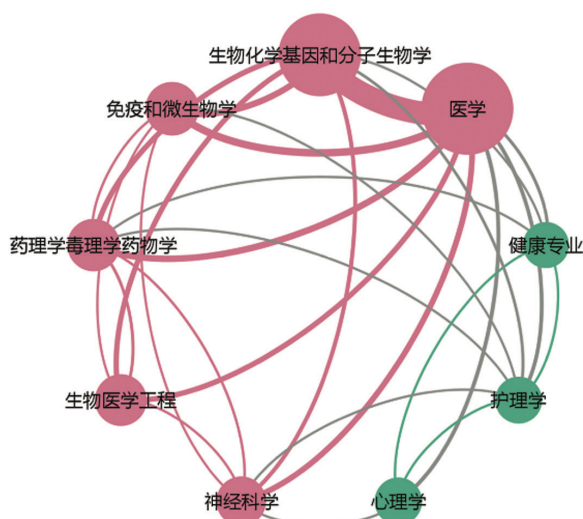 生物化学基因和分子生物学
免疫和微生物学
医学
药理学毒理学药物学
健康专业
生物医学工程
护理学
神经科学
心理学